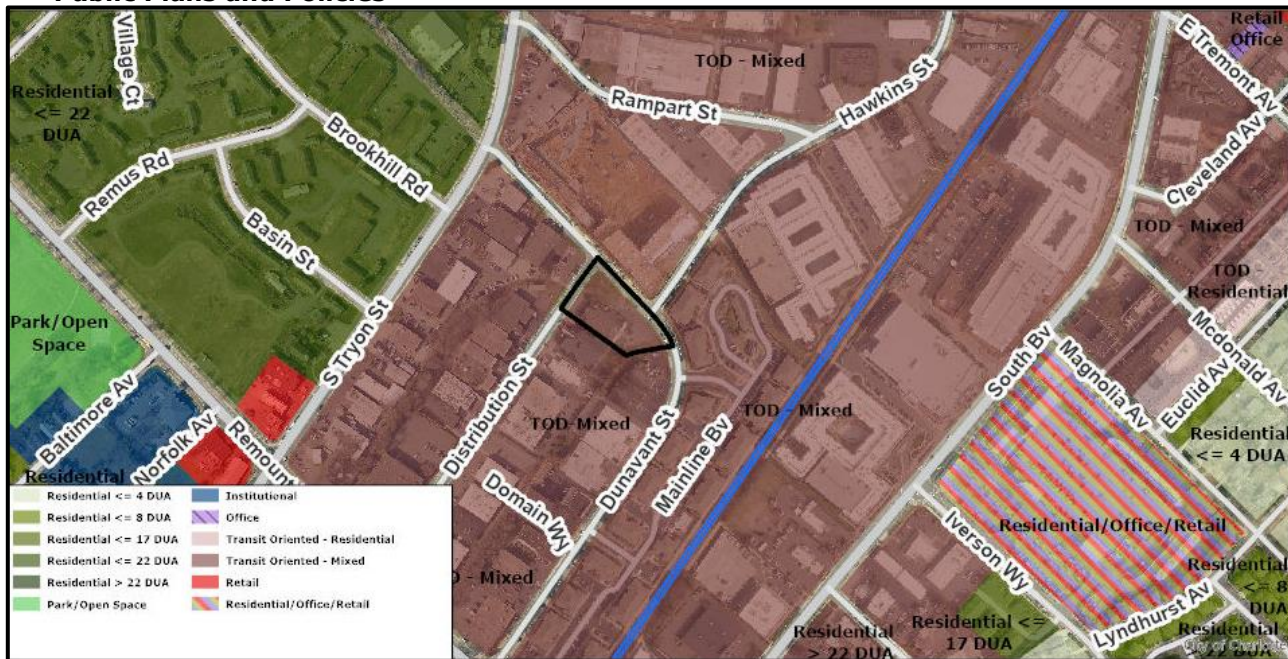 Public Plans and Policies
Village Ct
Residential
<= 22
DUA
Remus Rd
Brookhill Rd
Basin St
S Tryon St
Rampart St
TOD - Mixed
Hawkins St
Retail
Office
E Tremont Av
Cleveland Av
TOD - Mixed
TOD -
Residential
Mcdonald Av
Euclid Av
Magnolia Av
South Bv
Residential
<= 4 DUA
Park/Open
Space
Baltimore Av
Norfolk Av
Remount
Residential
Distribution St
TOD-Mixed
Dunavant St
Mainline Bv
TOD - Mixed
Domain Wy
- Mixed
Residential/Office/Retail
Iverson Wy
Lyndhurst Av
Residential
<= 8
DUA
Residential <=
17 DUA
Residential
> 22 DUA
Residential
DUA
City of Charlotte
Residential <= 4 DUA
Residential <= 8 DUA
Residential <= 17 DUA
Residential <= 22 DUA
Residential > 22 DUA
Park/Open Space
Institutional
Office
Transit Oriented - Residential
Transit Oriented - Mixed
Retail
Residential/Office/Retail